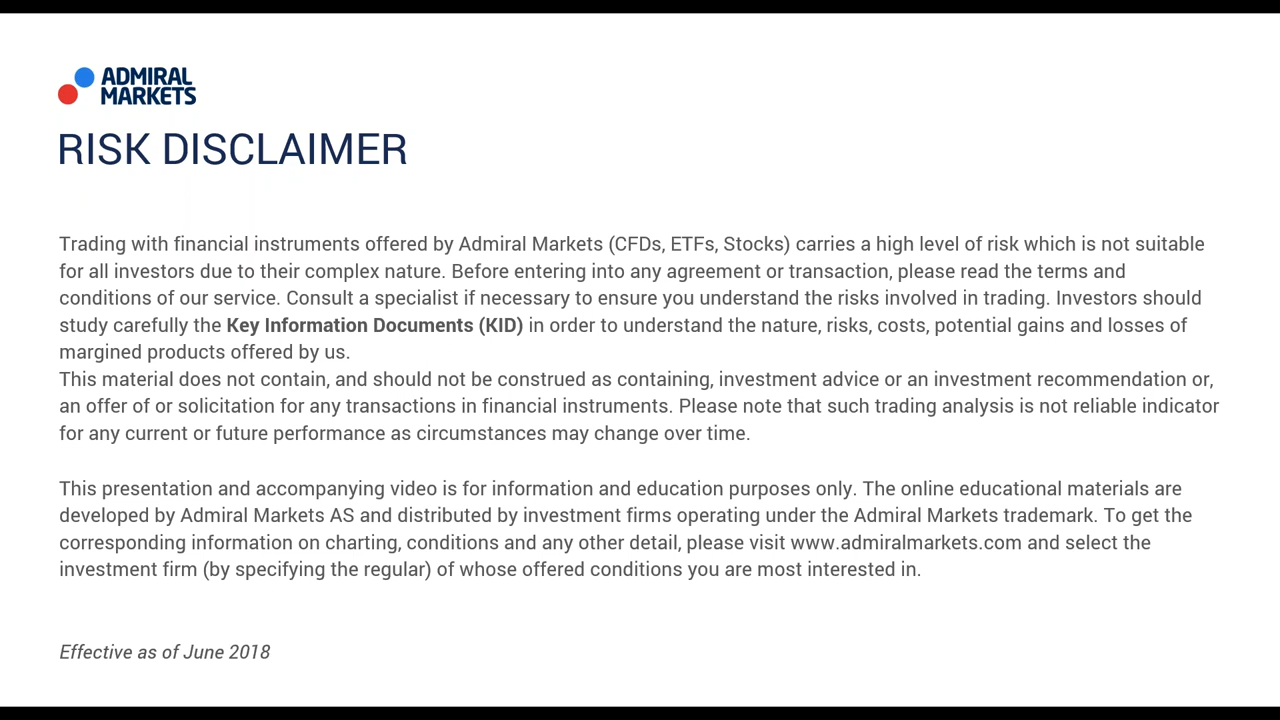 ADMIRAL
MARKETS
RISK DISCLAIMER
Trading with financial instruments offered by Admiral Markets (CFDs, ETFs, Stocks) carries a high level of risk which is not suitable
for all investors due to their complex nature. Before entering into any agreement or transaction, please read the terms and
conditions of our service. Consult a specialist if necessary to ensure you understand the risks involved in trading. Investors should
study carefully the Key Information Documents (KID) in order to understand the nature, risks, costs, potential gains and losses of
margined products offered by us.
This material does not contain, and should not be construed as containing, investment advice or an investment recommendation or,
an offer of or solicitation for any transactions in financial instruments. Please note that such trading analysis is not reliable indicator
for any current or future performance as circumstances may change over time.
This presentation and accompanying video is for information and education purposes only. The online educational materials are
developed by Admiral Markets AS and distributed by investment firms operating under the Admiral Markets trademark. To get the
corresponding information on charting, conditions and any other detail, please visit www.admiralmarkets.com and select the
investment firm (by specifying the regular) of whose offered conditions you are most interested in.
Effective as of June 2018